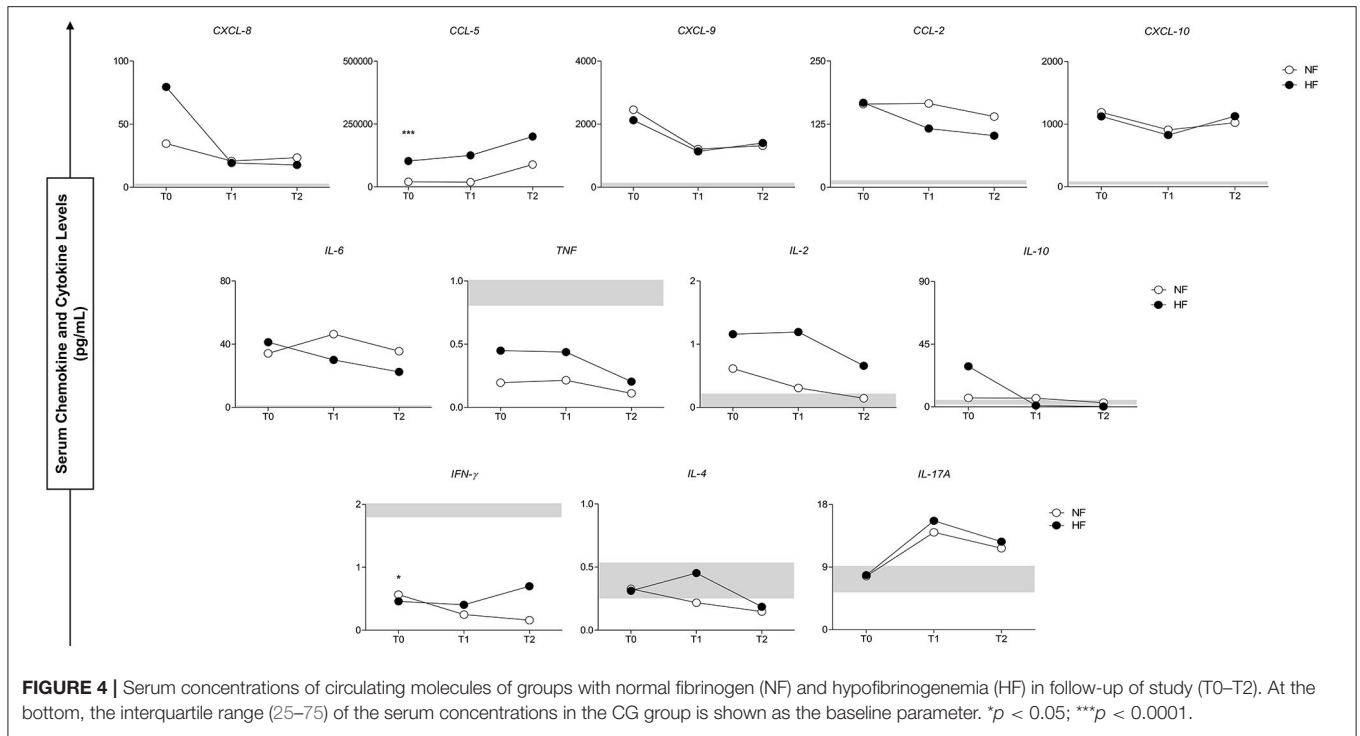 Serum Chemokine and Cytokine Levels
(pg/mL)
CXCL-8
100
50
0
T0 T1 T2
CCL-5
500000
250000
0
***
T0 T1 T2
CXCL-9
4000
2000
0
T0 T1 T2
CCL-2
250
125
0
T0 T1 T2
CXCL-10
2000
1000
0
T0 T1 T2
NF
HF
IL-6
80
40
0
T0 T1 T2
TNF
1.0
0.5
0.0
T0 T1 T2
IL-2
2
1
0
T0 T1 T2
IL-10
90
45
0
T0 T1 T2
NF
HF
IFN-γ
2
1
0
*
T0 T1 T2
IL-4
1.0
0.5
0.0
T0 T1 T2
IL-17A
18
9
0
T0 T1 T2
NF
HF
FIGURE 4 | Serum concentrations of circulating molecules of groups with normal fibrinogen (NF) and hypofibrinogenemia (HF) in follow-up of study (T0–T2). At the
bottom, the interquartile range (25–75) of the serum concentrations in the CG group is shown as the baseline parameter. *p < 0.05; ***p < 0.0001.